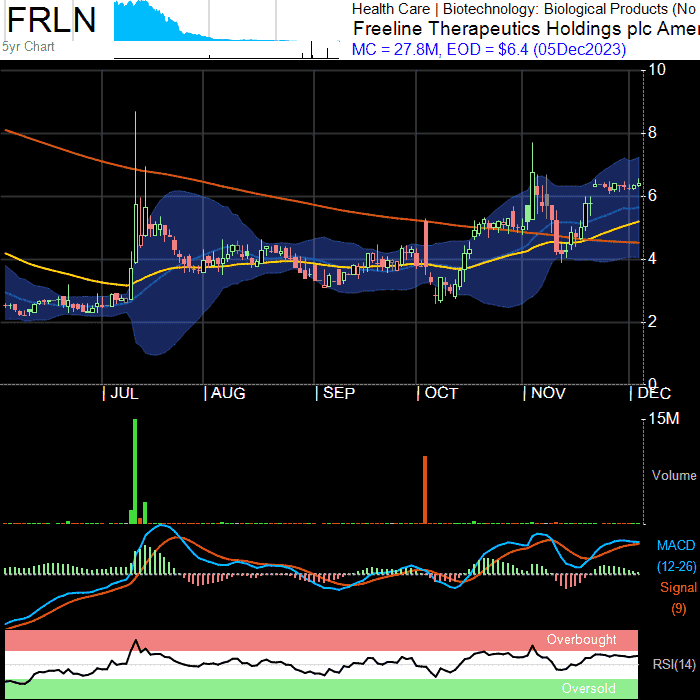 FRLN
5yr Chart
Health Care | Biotechnology: Biological Products (No
Freeline Therapeutics Holdings plc Amer
MC = 27.8M, EOD = $6.4 (05Dec2023)
10
8
6
4
2
0
JUL
AUG
SEP
OCT
NOV
DEC
15M
Volume
MACD
(12-26)
Signal
(9)
Overbought
RSI(14)
Oversold